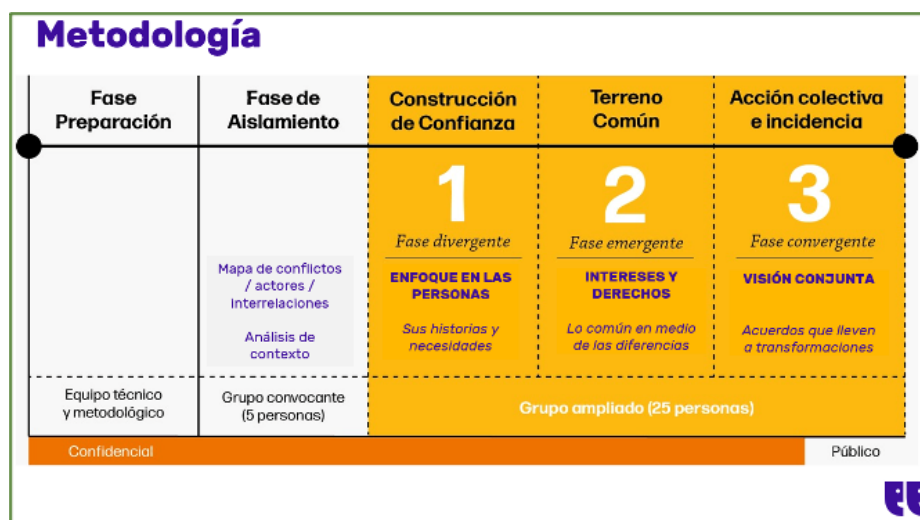 Metodología
Fase
Preparación
Fase de
Aislamiento
Construcción
de Confianza
Terreno
Común
Acción colectiva
e incidencia
1
Fase divergente
2
Fase emergente
3
Fase convergente
Mapa de conflictos
/ actores /
interrelaciones
Análisis de
contexto
ENFOQUE EN LAS
PERSONAS
Sus historias y
necesidades
INTERESES Y
DERECHOS
Lo común en medio
de las diferencias
VISIÓN CONJUNTA
Acuerdos que lleven
a transformaciones
Equipo técnico
y metodológico
Grupo convocante
(5 personas)
Grupo ampliado (25 personas)
Confidencial
Público